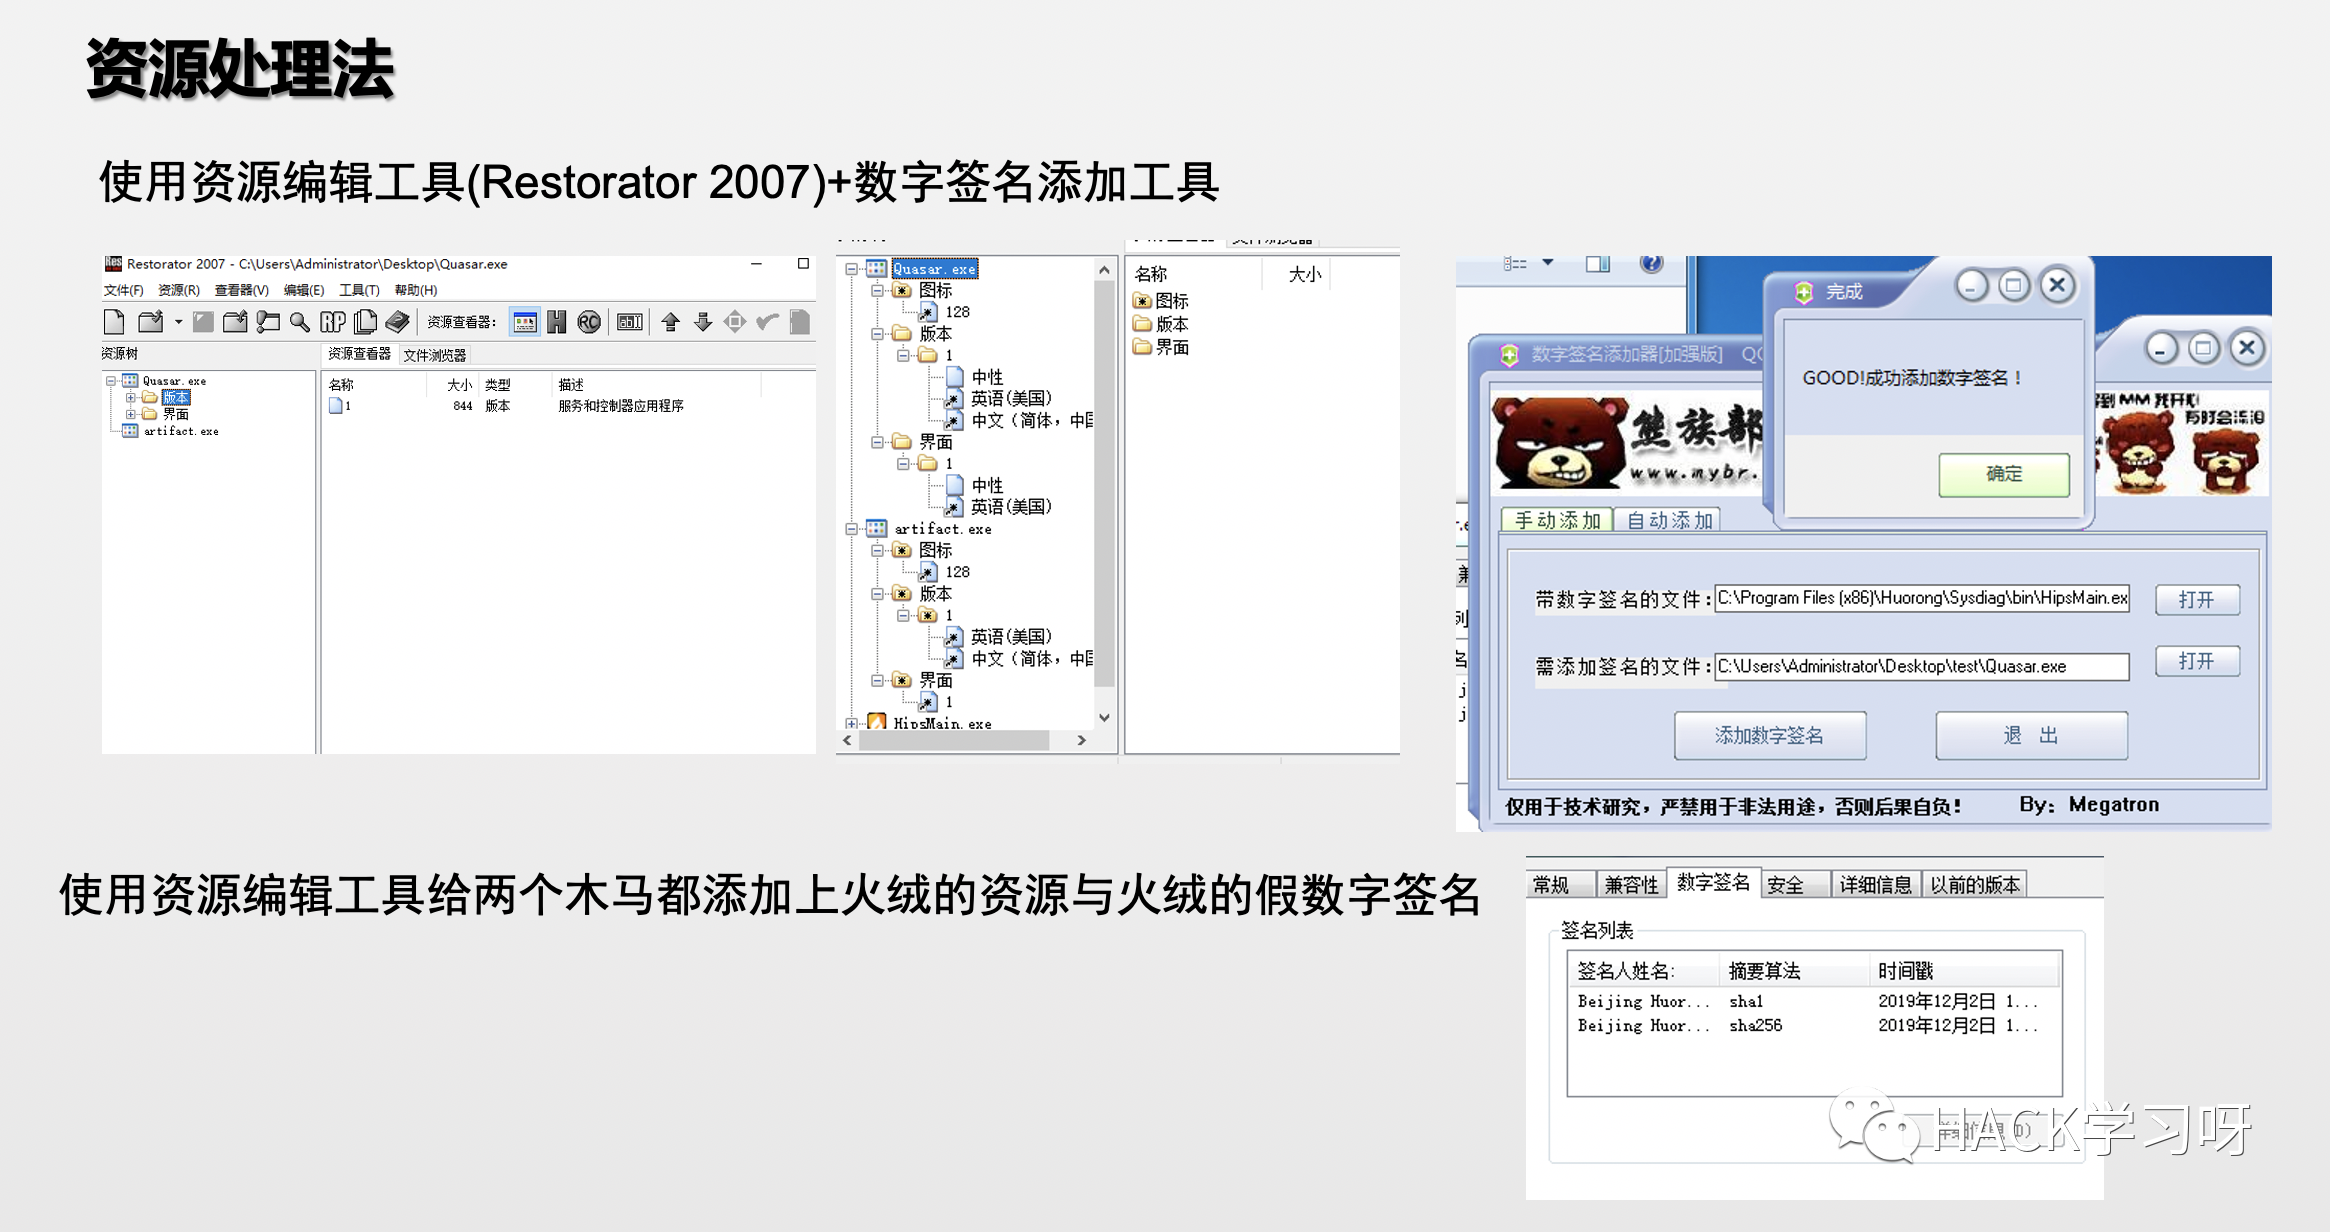 资源处理法
使用资源编辑工具(Restorator 2007)+数字签名添加工具
Restorator 2007 - C:\Users\Administrator\Desktop\Quasar.exe
文件(F) 资源(R) 查看器(V) 编辑(E) 工具(T) 帮助(H)
资源查看器:
资源树
资源查看器 文件浏览器
Quasar.exe
版本
界面
artifact.exe
名称 大小 类型 描述
1 844 版本 服务和控制器应用程序
Quasar.exe
图标
128
版本
1
中性
英语(美国)
中文 (简体, 中国
界面
1
中性
英语(美国)
artifact.exe
图标
128
版本
1
英语(美国)
中文 (简体, 中国
界面
1
HipsMain.exe
名称 大小
图标
版本
界面
完成
GOOD!成功添加数字签名！
确定
数字签名添加器[加强版]
熊族部
www.mybr.
手动添加 自动添加
带数字签名的文件: C:\Program Files (x86)\Huorong\Sysdiag\bin\HipsMain.ex 打开
需添加签名的文件: C:\Users\Administrator\Desktop\test\Quasar.exe 打开
添加数字签名 退 出
仅用于技术研究，严禁用于非法用途，否则后果自负! By: Megatron
使用资源编辑工具给两个木马都添加上火绒的资源与火绒的假数字签名
常规 兼容性 数字签名 安全 详细信息 以前的版本
签名列表
签名人姓名: 摘要算法 时间戳
Beijing Huor... sha1 2019年12月2日 1...
Beijing Huor... sha256 2019年12月2日 1...
HACK学习呀